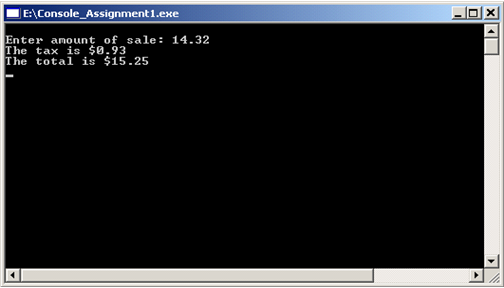 E:\Console_Assignment1.exe
Enter amount of sale: 14.32
The tax is $0.93
The total is $15.25